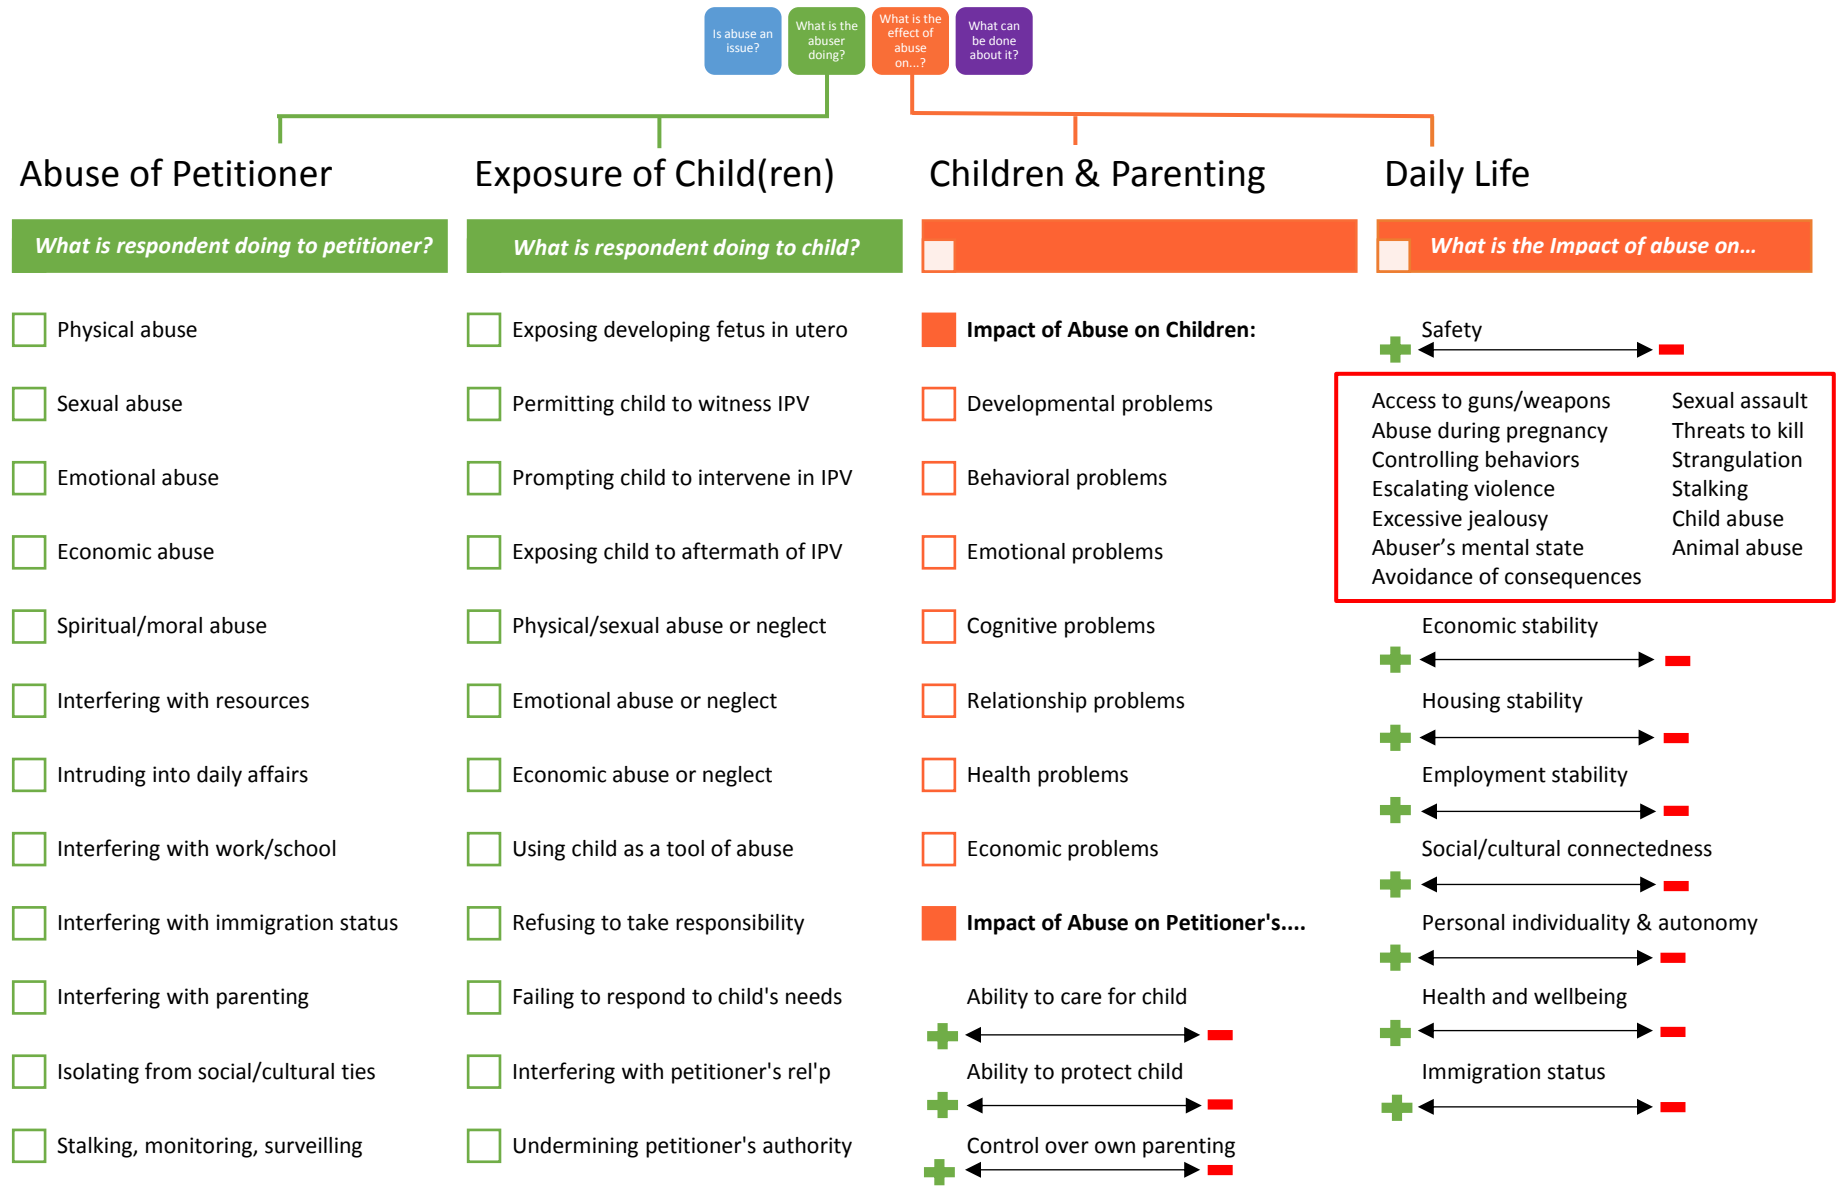 Is abuse an
issue?
What is the
abuser
doing?
What is the
effect of
abuse
on...?
What can
be done
about it?
Abuse of Petitioner
What is respondent doing to petitioner?
Physical abuse
Sexual abuse
Emotional abuse
Economic abuse
Spiritual/moral abuse
Interfering with resources
Intruding into daily affairs
Interfering with work/school
Interfering with immigration status
Interfering with parenting
Isolating from social/cultural ties
Stalking, monitoring, surveilling
Exposure of Child(ren)
What is respondent doing to child?
Exposing developing fetus in utero
Permitting child to witness IPV
Prompting child to intervene in IPV
Exposing child to aftermath of IPV
Physical/sexual abuse or neglect
Emotional abuse or neglect
Economic abuse or neglect
Using child as a tool of abuse
Refusing to take responsibility
Failing to respond to child's needs
Interfering with petitioner's rel'p
Undermining petitioner's authority
Children & Parenting
Impact of Abuse on Children:
Developmental problems
Behavioral problems
Emotional problems
Cognitive problems
Relationship problems
Health problems
Economic problems
Impact of Abuse on Petitioner's....
Ability to care for child
Ability to protect child
Control over own parenting
Daily Life
What is the Impact of abuse on...
Safety
Access to guns/weapons
Abuse during pregnancy
Controlling behaviors
Escalating violence
Excessive jealousy
Abuser’s mental state
Avoidance of consequences
Sexual assault
Threats to kill
Strangulation
Stalking
Child abuse
Animal abuse
Economic stability
Housing stability
Employment stability
Social/cultural connectedness
Personal individuality & autonomy
Health and wellbeing
Immigration status